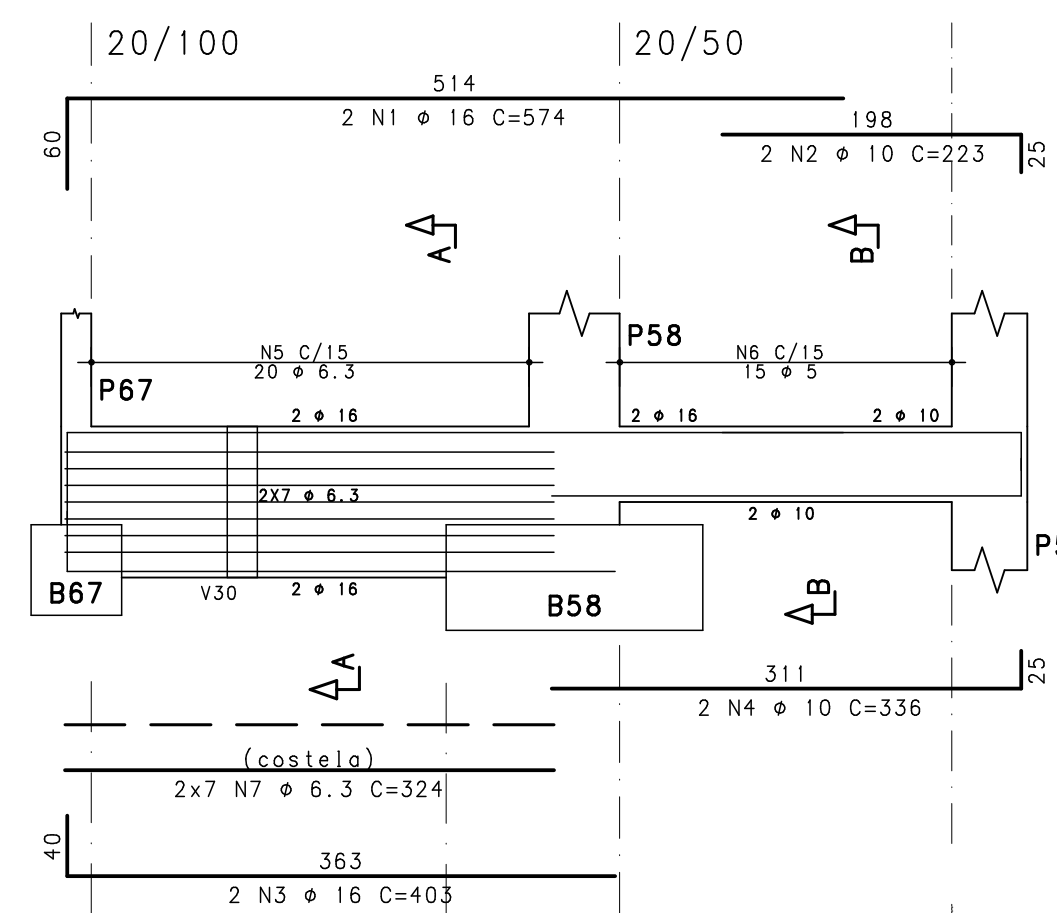 20/100
20/50
514
2 N1 φ 16 C=574
60
198
2 N2 φ 10 C=223
25
A
B
P58
N5 C/15
20 φ 6.3
N6 C/15
15 φ 5
P67
2 φ 16
2 φ 16
2 φ 10
2X7 φ 6.3
2 φ 10
V30
2 φ 16
B67
B58
B
A
311
2 N4 φ 10 C=336
25
(costela)
2x7 N7 φ 6.3 C=324
40
363
2 N3 φ 16 C=403